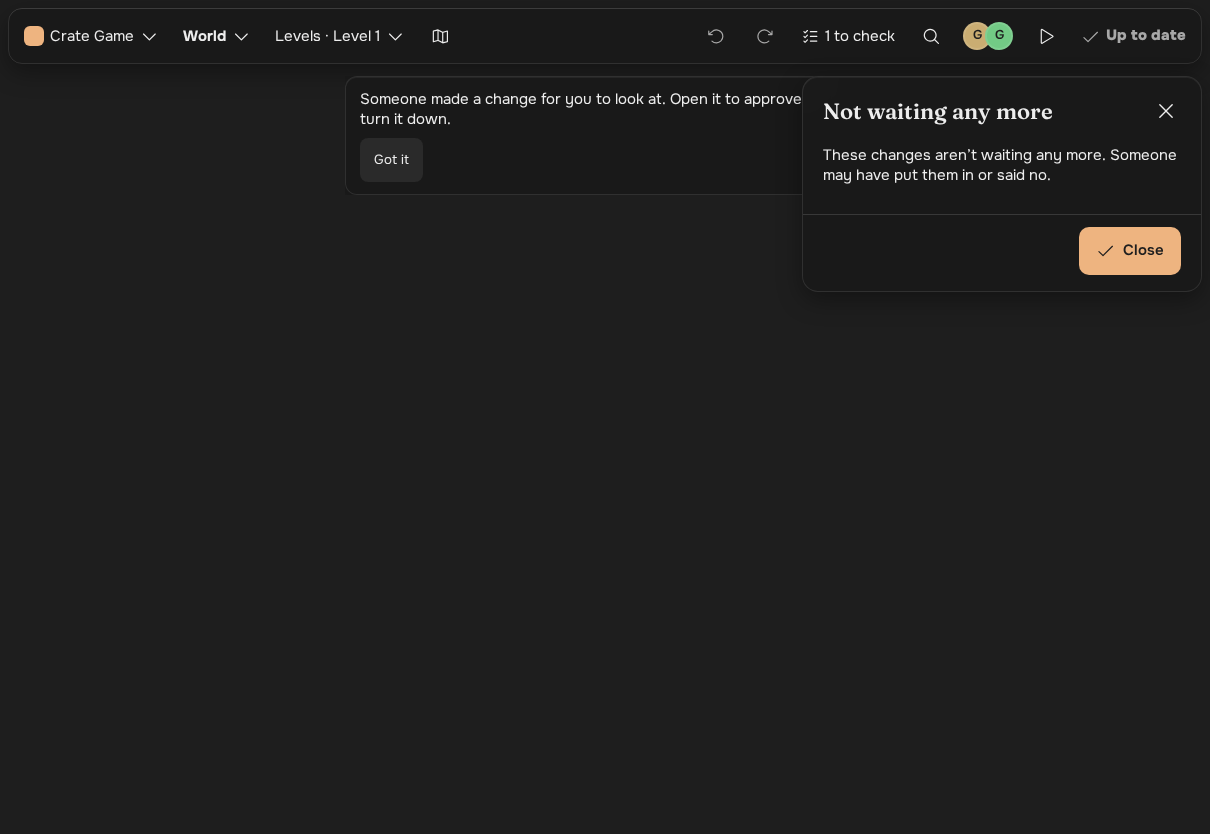 Crate Game
World
Levels · Level 1
1 to check
G
G
Up to date
Someone made a change for you to look at. Open it to approve
turn it down.
Got it
Not waiting any more
These changes aren’t waiting any more. Someone
may have put them in or said no.
Close